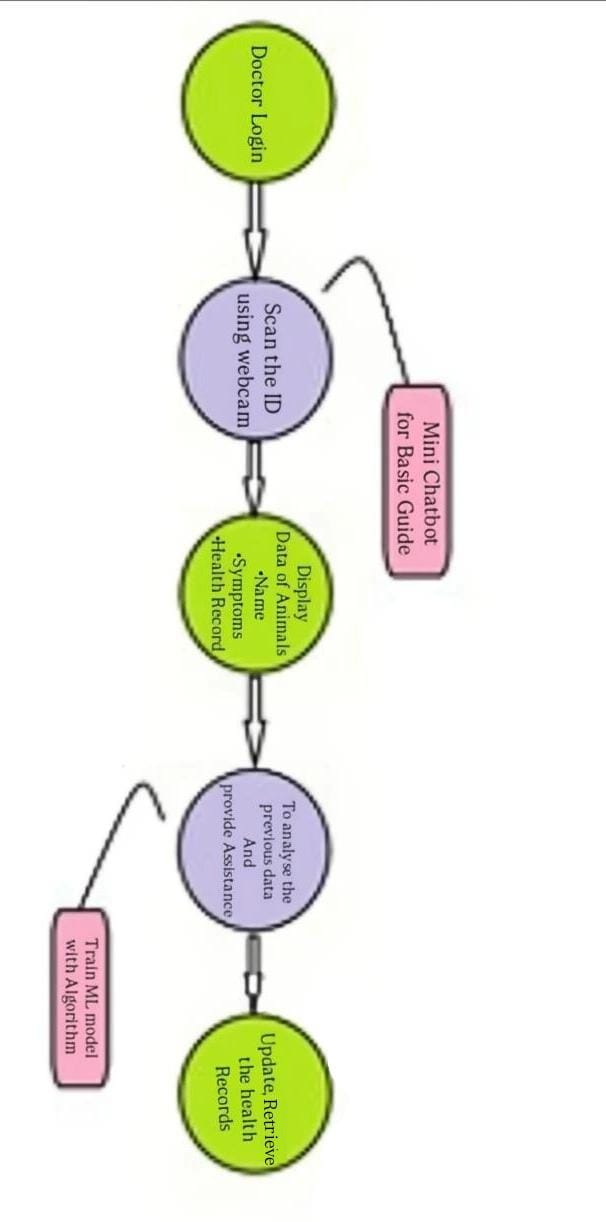 Doctor Login
Scan the ID
using webcam
Mini Chatbot
for Basic Guide
Display
Data of Animals
•Name
•Symptoms
•Health Record
To analyse the
previous data
And
provide Assistance
Train ML model
with Algorithm
Update, Retrieve
the health
Records